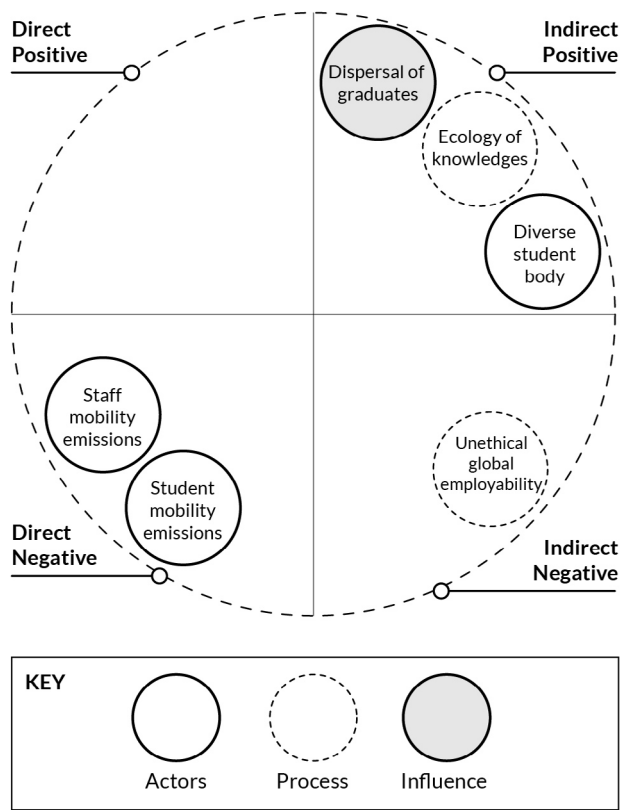 Direct
Positive
Indirect
Positive
Dispersal of
graduates
Ecology of
knowledges
Diverse
student
body
Staff
mobility
emissions
Student
mobility
emissions
Unethical
global
employability
Direct
Negative
Indirect
Negative
KEY
Actors
Process
Influence